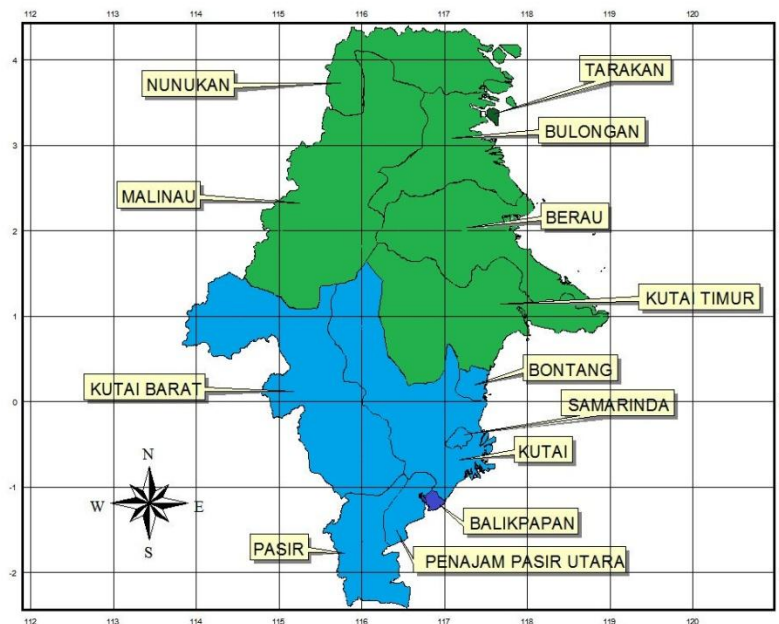 112 113 114 115 116 117 118 119 120
4
3
2
1
0
-1
-2
NUNUKAN
TARAKAN
BULONGAN
MALINAU
BERAU
KUTAI TIMUR
BONTANG
KUTAI BARAT
SAMARINDA
KUTAI
N
W E
S
BALIKPAPAN
PASIR
PENAJAM PASIR UTARA
112 113 114 115 116 117 118 119 120